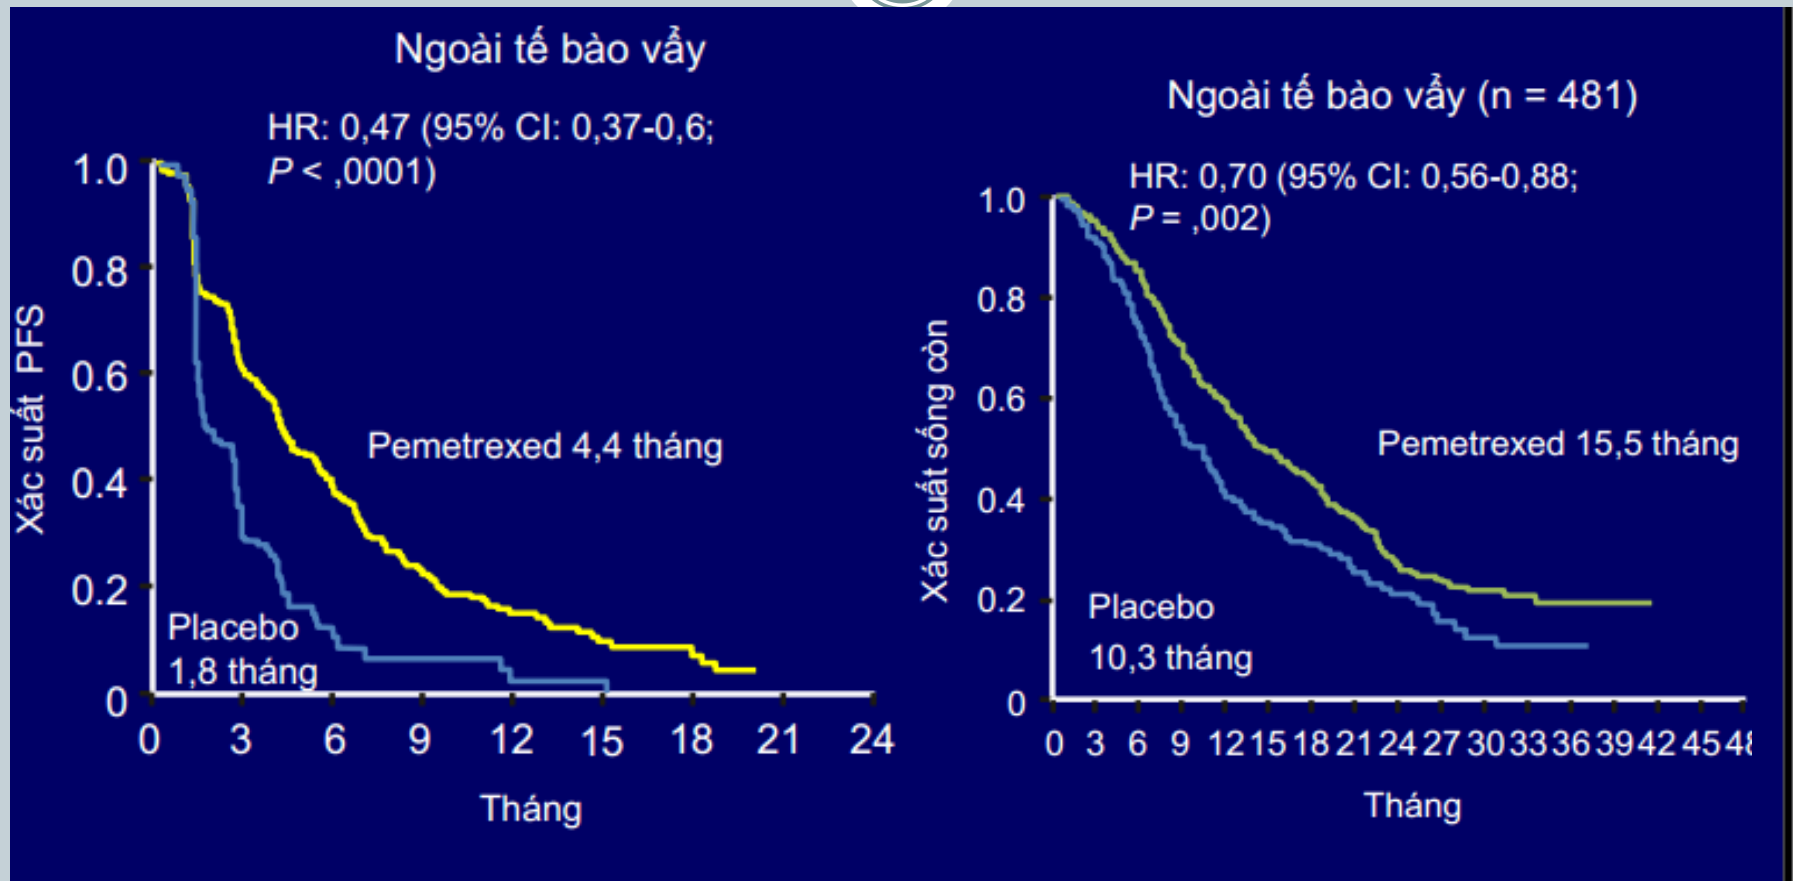 Ngoài tế bào vẩy
HR: 0,47 (95% CI: 0,37-0,6;
P < ,0001)
Xác suất PFS
1.0
0.8
0.6
0.4
0.2
0
Pemetrexed 4,4 tháng
Placebo
1,8 tháng
0 3 6 9 12 15 18 21 24
Tháng
Ngoài tế bào vẩy (n = 481)
HR: 0,70 (95% CI: 0,56-0,88;
P = ,002)
Xác suất sống còn
1.0
0.8
0.6
0.4
0.2
0
Pemetrexed 15,5 tháng
Placebo
10,3 tháng
0 3 6 9 12 15 18 21 24 27 30 33 36 39 42 45 48
Tháng